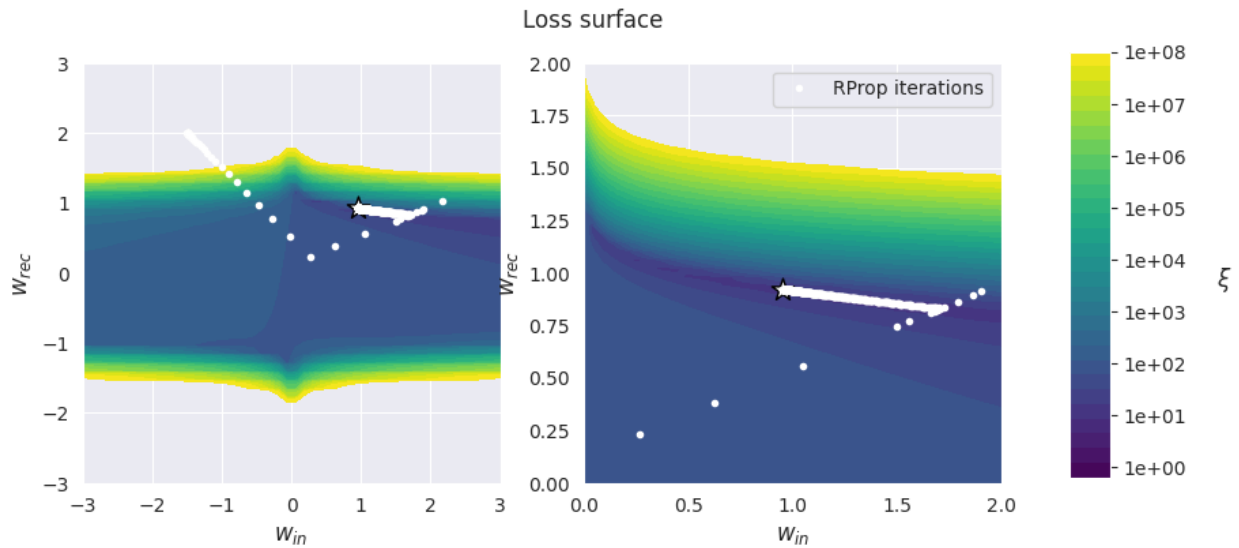 Loss surface
3
2
1
0
−1
−2
−3
w_rec
−3
−2
−1
0
1
2
3
w_in
2.00
1.75
1.50
1.25
1.00
0.75
0.50
0.25
0.00
w_rec
0.0
0.5
1.0
1.5
2.0
w_in
RProp iterations
1e+08
1e+07
1e+06
1e+05
1e+04
1e+03
1e+02
1e+01
1e+00
ξ